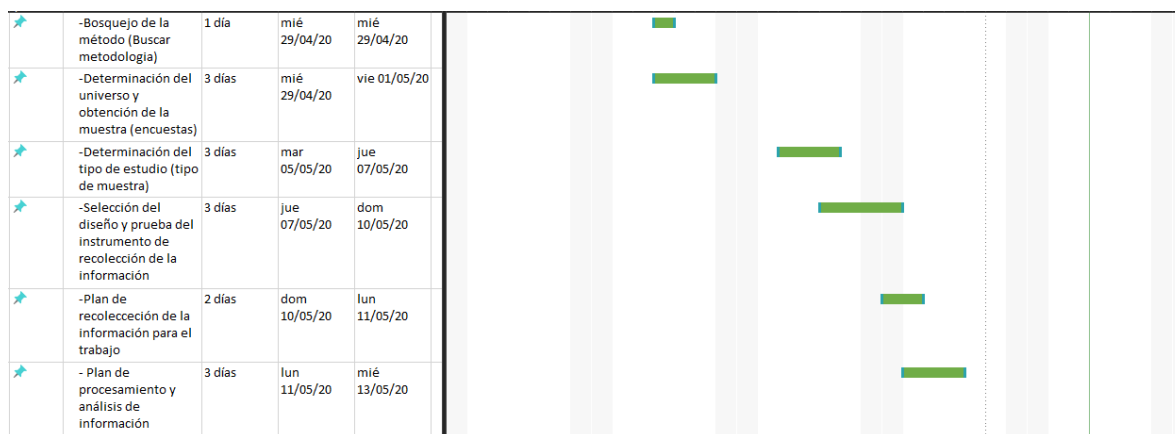 -Bosquejo de la
método (Buscar
metodologia)
1 día
mié
29/04/20
mié
29/04/20
-Determinación del
universo y
obtención de la
muestra (encuestas)
3 días
mié
29/04/20
vie 01/05/20
-Determinación del
tipo de estudio (tipo
de muestra)
3 días
mar
05/05/20
jue
07/05/20
-Selección del
diseño y prueba del
instrumento de
recolección de la
información
3 días
jue
07/05/20
dom
10/05/20
-Plan de
recolecceción de la
información para el
trabajo
2 días
dom
10/05/20
lun
11/05/20
- Plan de
procesamiento y
análisis de
información
3 días
lun
11/05/20
mié
13/05/20